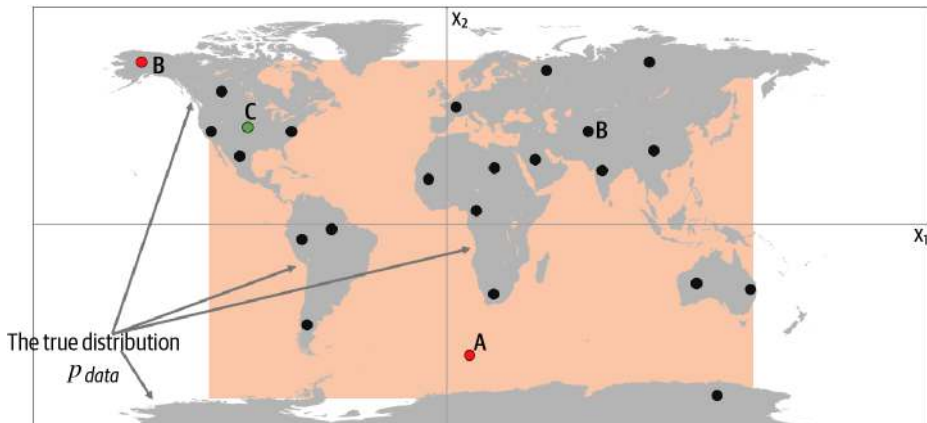 X₂
B
C
B
X₁
A
The true distribution
p data